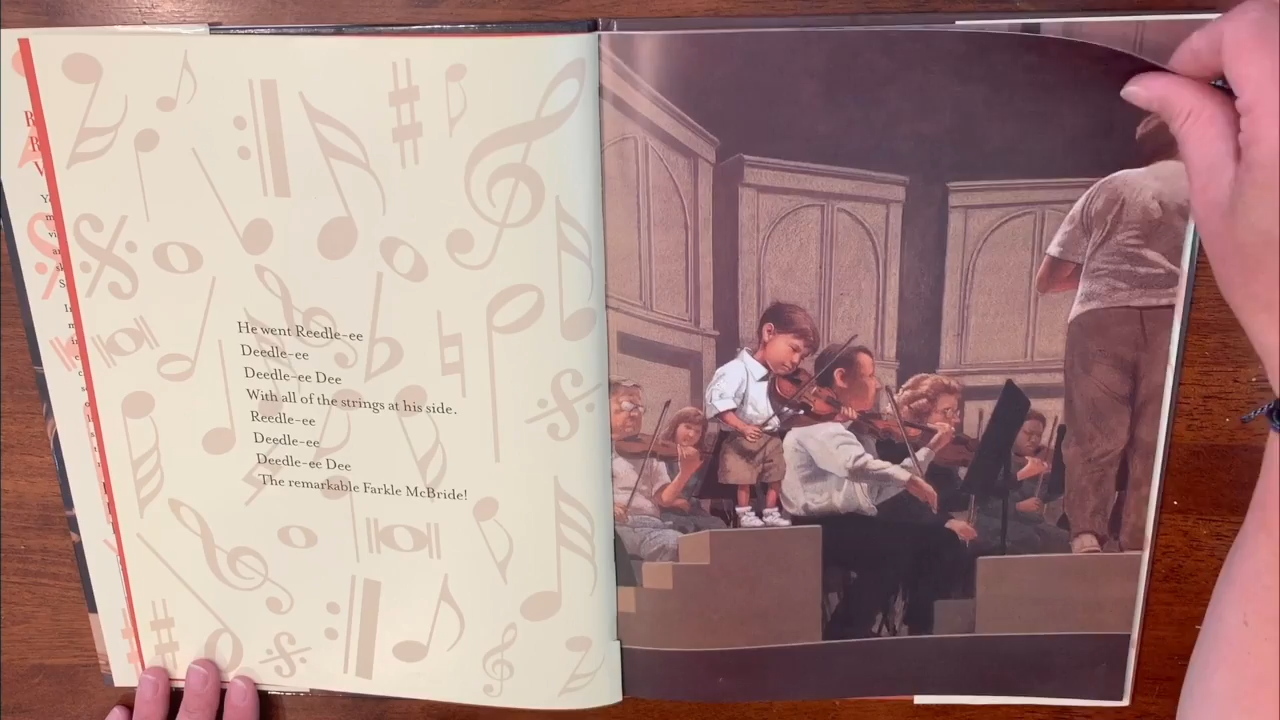 He went Reedle-ee
Deedle-ee
Deedle-ee Dee
With all of the strings at his side.
Reedle-ee
Deedle-ee
Deedle-ee Dee
The remarkable Farkle McBride!